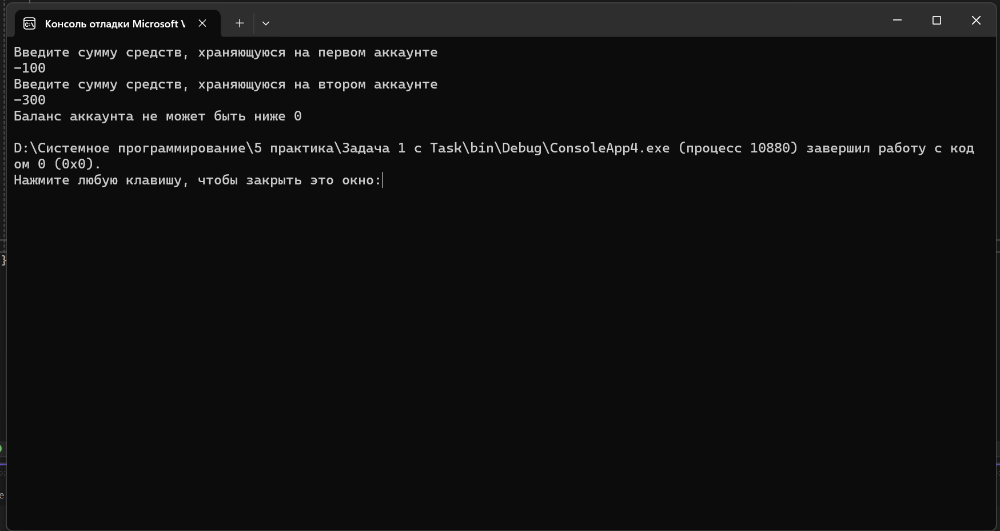 Консоль отладки Microsoft V
Введите сумму средств, храняющуюся на первом аккаунте
-100
Введите сумму средств, храняющуюся на втором аккаунте
-300
Баланс аккаунта не может быть ниже 0
D:\Системное программирование\5 практика\Задача 1 с Task\bin\Debug\ConsoleApp4.exe (процесс 10880) завершил работу с код
ом 0 (0x0).
Нажмите любую клавишу, чтобы закрыть это окно:
}
е